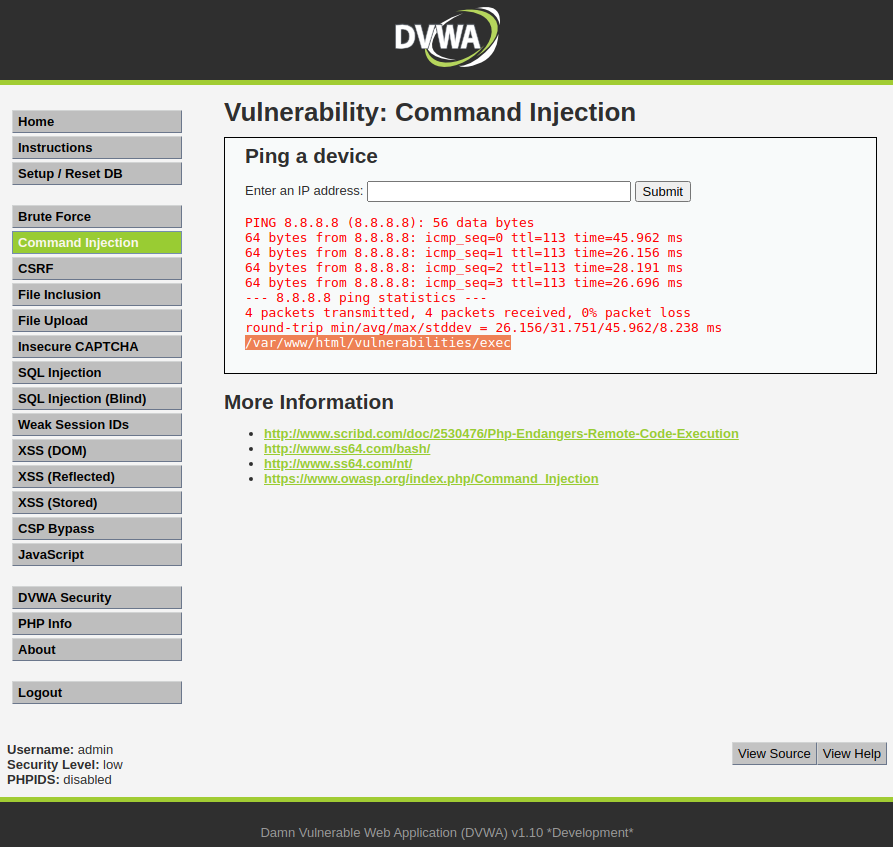 DVWA
Home
Instructions
Setup / Reset DB
Brute Force
Command Injection
CSRF
File Inclusion
File Upload
Insecure CAPTCHA
SQL Injection
SQL Injection (Blind)
Weak Session IDs
XSS (DOM)
XSS (Reflected)
XSS (Stored)
CSP Bypass
JavaScript
DVWA Security
PHP Info
About
Logout
Vulnerability: Command Injection
Ping a device
Enter an IP address: Submit
PING 8.8.8.8 (8.8.8.8): 56 data bytes
64 bytes from 8.8.8.8: icmp_seq=0 ttl=113 time=45.962 ms
64 bytes from 8.8.8.8: icmp_seq=1 ttl=113 time=26.156 ms
64 bytes from 8.8.8.8: icmp_seq=2 ttl=113 time=28.191 ms
64 bytes from 8.8.8.8: icmp_seq=3 ttl=113 time=26.696 ms
--- 8.8.8.8 ping statistics ---
4 packets transmitted, 4 packets received, 0% packet loss
round-trip min/avg/max/stddev = 26.156/31.751/45.962/8.238 ms
/var/www/html/vulnerabilities/exec
More Information
http://www.scribd.com/doc/2530476/Php-Endangers-Remote-Code-Execution
http://www.ss64.com/bash/
http://www.ss64.com/nt/
https://www.owasp.org/index.php/Command_Injection
Username: admin
Security Level: low
PHPIDS: disabled
View Source View Help
Damn Vulnerable Web Application (DVWA) v1.10 *Development*